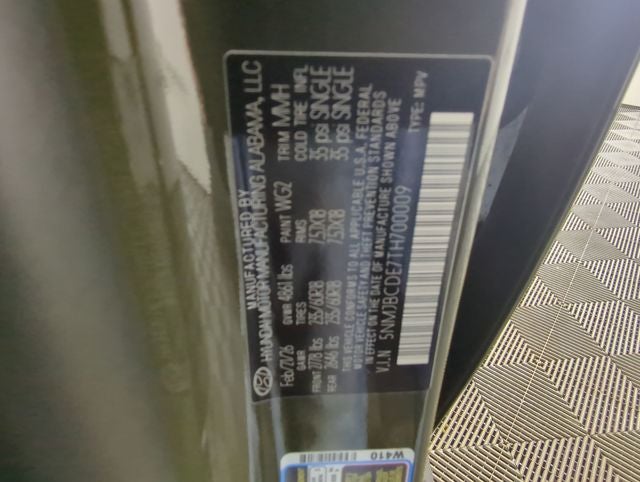 MANUFACTURED BY
HYUNDAI MOTOR MANUFACTURING ALABAMA, LLC
Feb/21/26 PAINT WG2 TRIM MMH
GVWR 4861 lbs
GAWR TIRES RIMS COLD TIRE INFL
FRONT 2778 lbs 235/60R18 7.5JX18 35 psi SINGLE
REAR 2646 lbs 235/60R18 7.5JX18 35 psi SINGLE
THIS VEHICLE CONFORMS TO ALL APPLICABLE U.S.A. FEDERAL
MOTOR VEHICLE SAFETY AND THEFT PREVENTION STANDARDS
IN EFFECT ON THE DATE OF MANUFACTURE SHOWN ABOVE
V.I.N 5NMJBCDE7TH700009
TYPE: MPV
W410